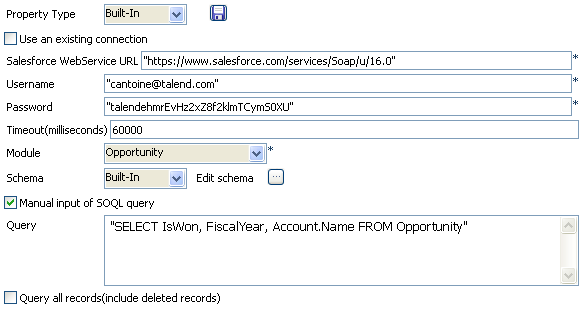 Property Type Built-In
Use an existing connection
Salesforce WebService URL "https://www.salesforce.com/services/Soap/u/16.0" *
Username "cantoine@talend.com" *
Password "talendehmrEvHz2xZ8f2klmTCymS0XU" *
Timeout(milliseconds) 60000
Module Opportunity *
Schema Built-In Edit schema ...
Manual input of SOQL query
Query "SELECT IsWon, FiscalYear, Account.Name FROM Opportunity"
Query all records(include deleted records)